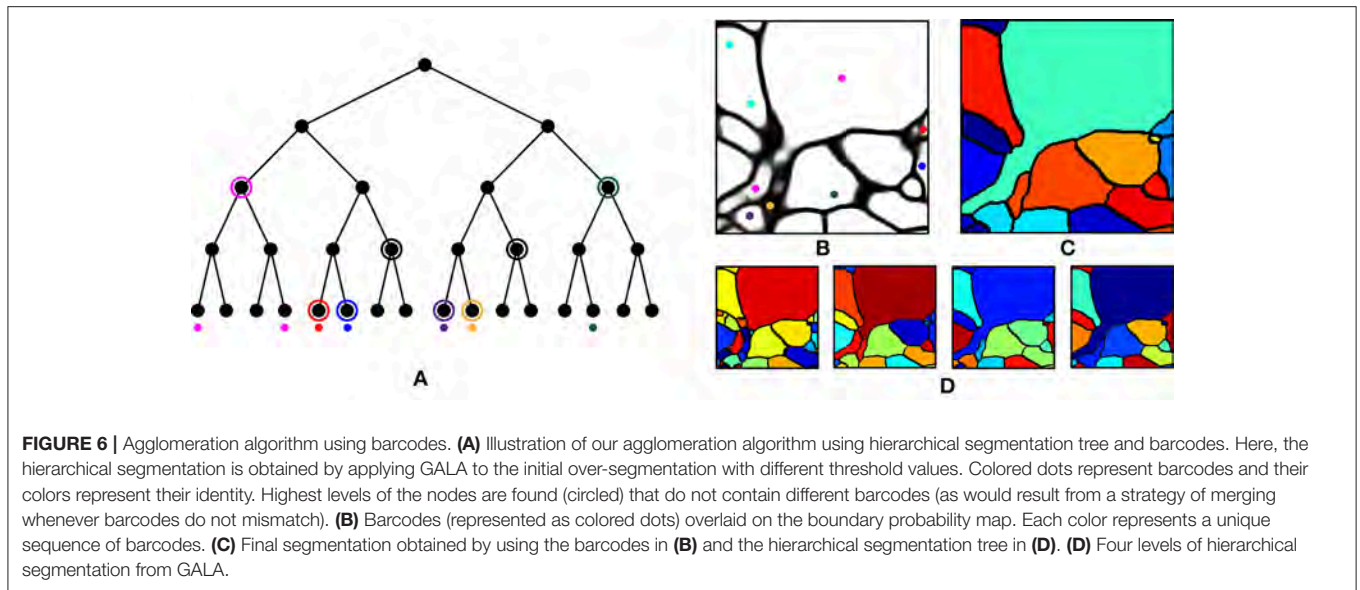 B
C
A
D
FIGURE 6 | Agglomeration algorithm using barcodes. (A) Illustration of our agglomeration algorithm using hierarchical segmentation tree and barcodes. Here, the
hierarchical segmentation is obtained by applying GALA to the initial over-segmentation with different threshold values. Colored dots represent barcodes and their
colors represent their identity. Highest levels of the nodes are found (circled) that do not contain different barcodes (as would result from a strategy of merging
whenever barcodes do not mismatch). (B) Barcodes (represented as colored dots) overlaid on the boundary probability map. Each color represents a unique
sequence of barcodes. (C) Final segmentation obtained by using the barcodes in (B) and the hierarchical segmentation tree in (D). (D) Four levels of hierarchical
segmentation from GALA.